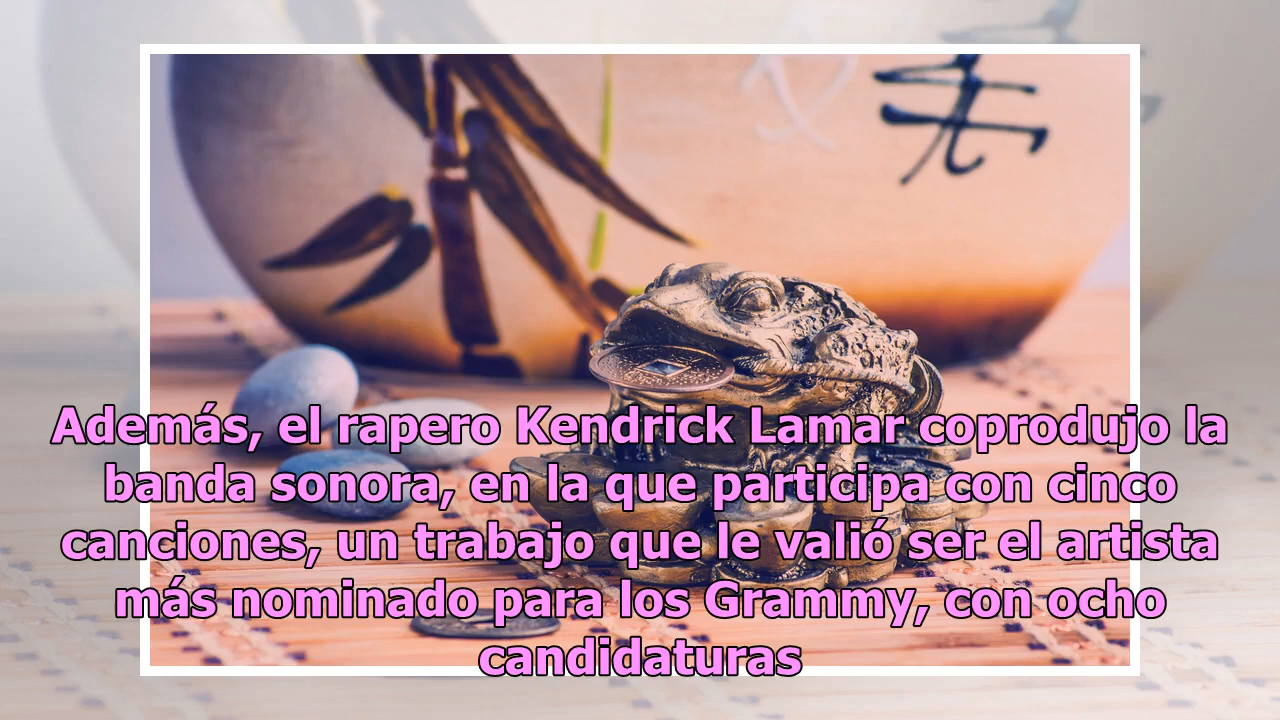 Además, el rapero Kendrick Lamar coprodujo la
banda sonora, en la que participa con cinco
canciones, un trabajo que le valió ser el artista
más nominado para los Grammy, con ocho
candidaturas